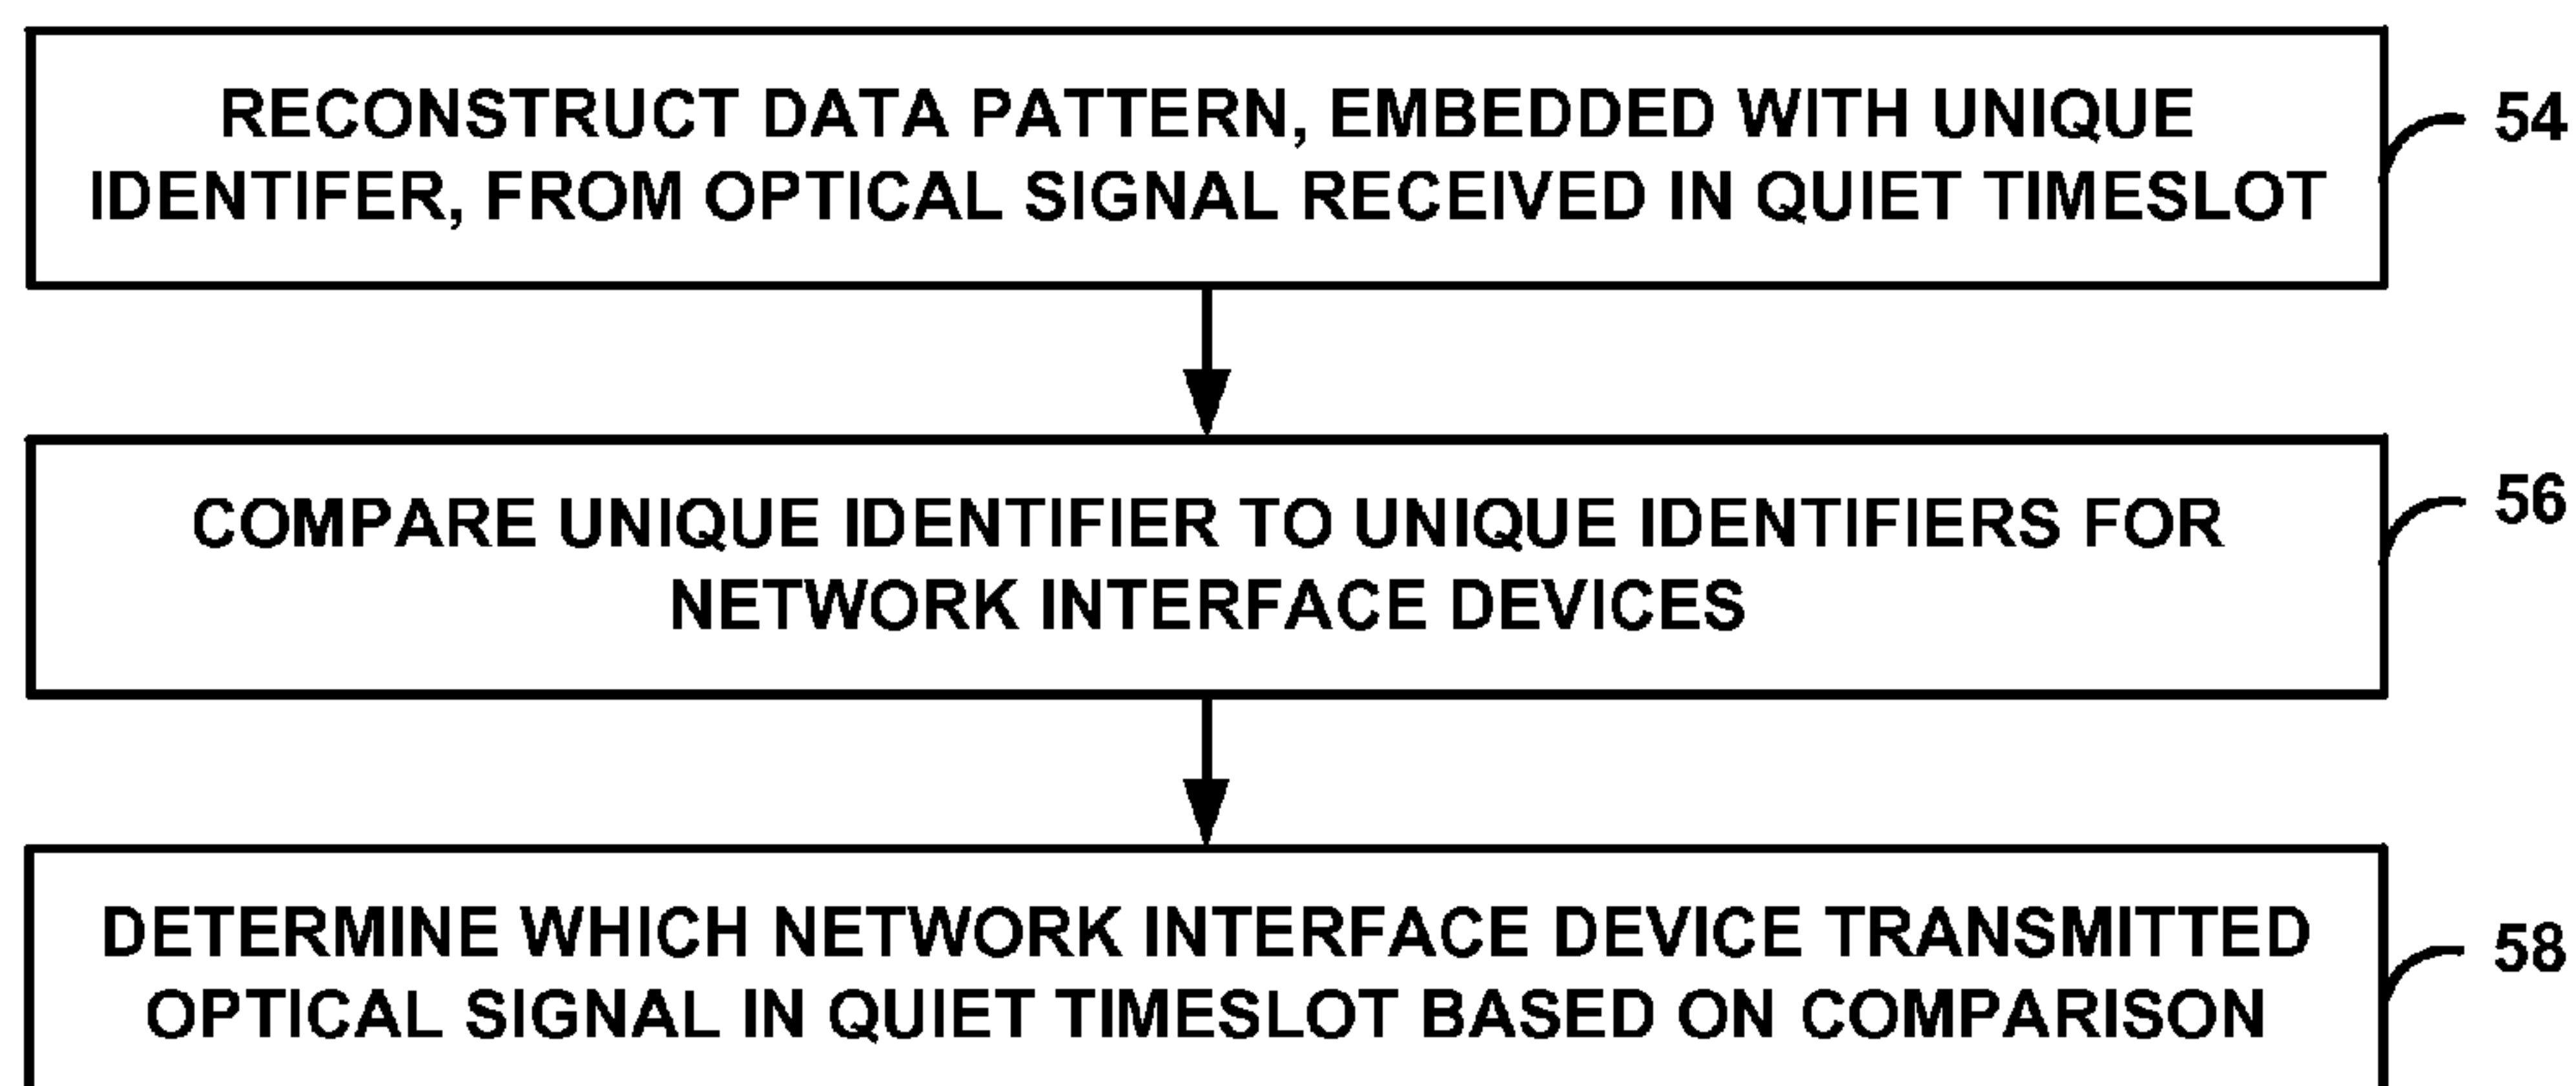 RECONSTRUCT DATA PATTERN, EMBEDDED WITH UNIQUE
IDENTIFER, FROM OPTICAL SIGNAL RECEIVED IN QUIET TIMESLOT
54
COMPARE UNIQUE IDENTIFIER TO UNIQUE IDENTIFIERS FOR
NETWORK INTERFACE DEVICES
56
DETERMINE WHICH NETWORK INTERFACE DEVICE TRANSMITTED
OPTICAL SIGNAL IN QUIET TIMESLOT BASED ON COMPARISON
58